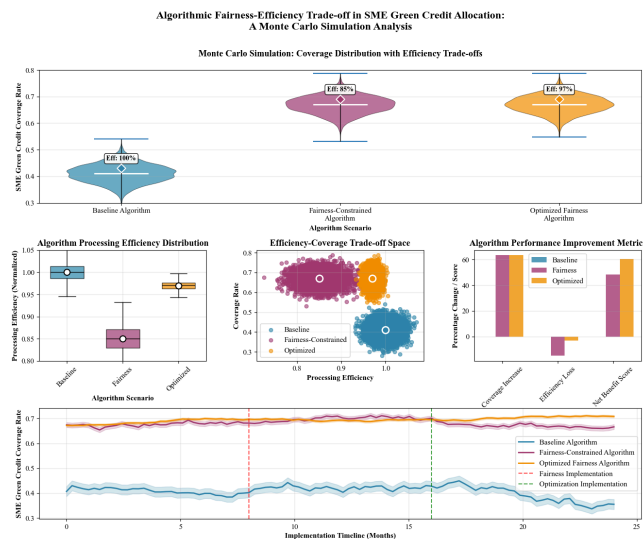 Algorithmic Fairness-Efficiency Trade-off in SME Green Credit Allocation:
A Monte Carlo Simulation Analysis
Monte Carlo Simulation: Coverage Distribution with Efficiency Trade-offs
SME Green Credit Coverage Rate
0.8
0.7
0.6
0.5
0.4
0.3
Eff: 100%
Eff: 85%
Eff: 97%
Baseline Algorithm
Fairness-Constrained
Algorithm
Optimized Fairness
Algorithm
Algorithm Scenario
Algorithm Processing Efficiency Distribution
Processing Efficiency (Normalized)
1.05
1.00
0.95
0.90
0.85
0.80
Baseline
Fairness
Optimized
Algorithm Scenario
Efficiency-Coverage Trade-off Space
Coverage Rate
0.8
0.7
0.6
0.5
0.4
0.3
Baseline
Fairness-Constrained
Optimized
0.8
0.9
1.0
Processing Efficiency
Algorithm Performance Improvement Metric
Percentage Change / Score
60
40
20
0
Baseline
Fairness
Optimized
Coverage Increase
Efficiency Loss
Net Benefit Score
SME Green Credit Coverage Rate
0.7
0.6
0.5
0.4
0.3
Baseline Algorithm
Fairness-Constrained Algorithm
Optimized Fairness Algorithm
Fairness Implementation
Optimization Implementation
0
5
10
15
20
25
Implementation Timeline (Months)